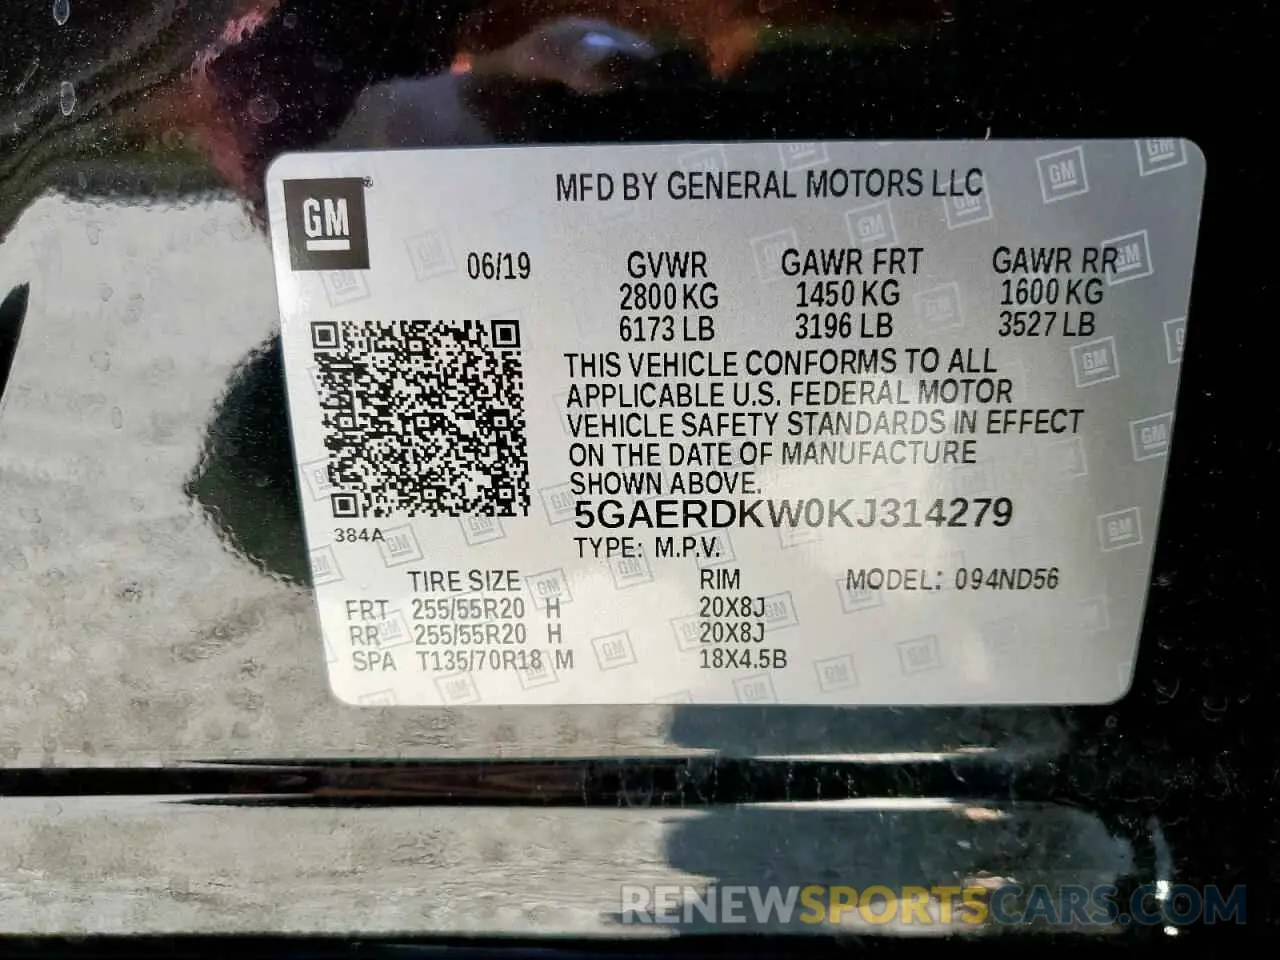 GM®
MFD BY GENERAL MOTORS LLC
06/19 GVWR GAWR FRT GAWR RR
2800 KG 1450 KG 1600 KG
6173 LB 3196 LB 3527 LB
THIS VEHICLE CONFORMS TO ALL
APPLICABLE U.S. FEDERAL MOTOR
VEHICLE SAFETY STANDARDS IN EFFECT
ON THE DATE OF MANUFACTURE
SHOWN ABOVE.
5GAERDKW0KJ314279
384A
TYPE: M.P.V.
TIRE SIZE RIM MODEL: 094ND56
FRT 255/55R20 H 20X8J
RR 255/55R20 H 20X8J
SPA T135/70R18 M 18X4.5B
RENEWSPORTSCARS.COM